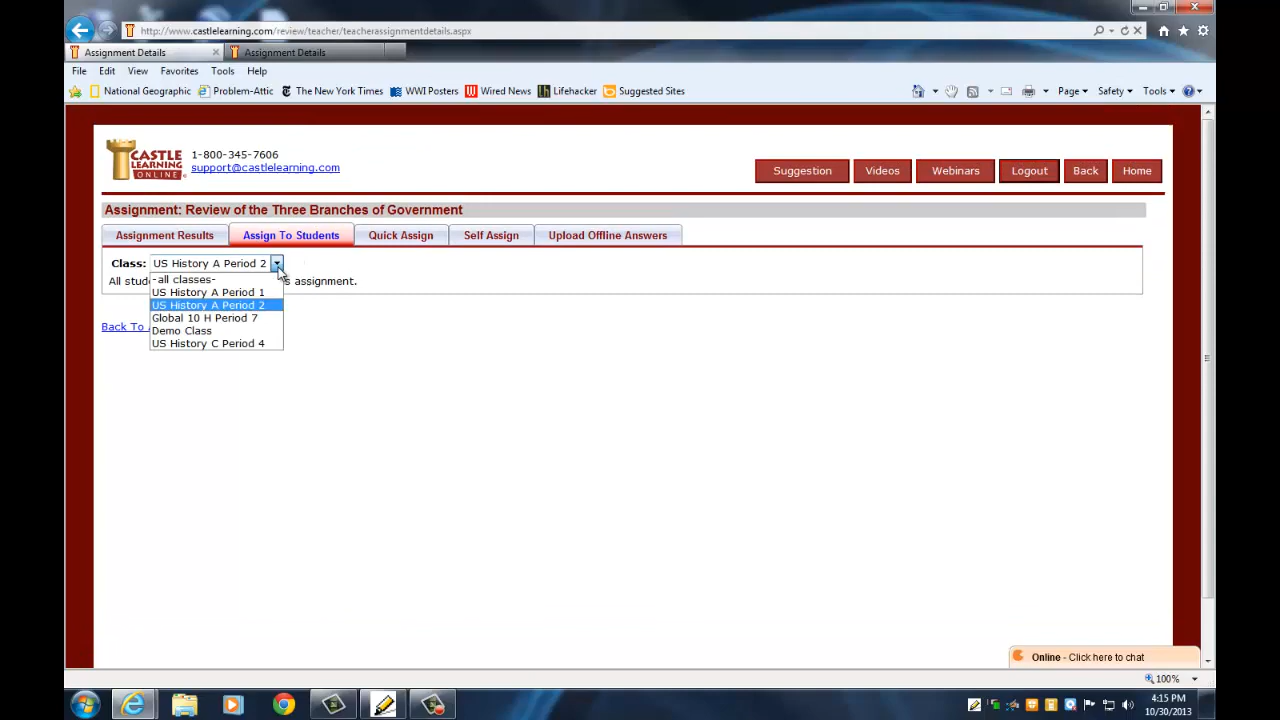 http://www.castlelearning.com/review/teacher/teacherassignmentdetails.aspx
Assignment Details
Assignment Details
File Edit View Favorites Tools Help
National Geographic Problem-Attic The New York Times WWI Posters Wired News Lifehacker Suggested Sites
Page Safety Tools
CASTLE LEARNING ONLINE
1-800-345-7606
support@castlelearning.com
Suggestion Videos Webinars Logout Back Home
Assignment: Review of the Three Branches of Government
Assignment Results Assign To Students Quick Assign Self Assign Upload Offline Answers
Class: US History A Period 2
-all classes-
All stude s assignment.
US History A Period 1
US History A Period 2
Global 10 H Period 7
Back To
Demo Class
US History C Period 4
Online - Click here to chat
100%
4:15 PM
10/30/2013